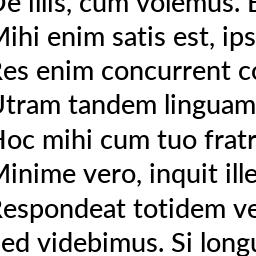 De illis, cum volemus.
Mihi enim satis est, ips
Res enim concurrent co
Utram tandem linguam
Hoc mihi cum tuo fratr
Minime vero, inquit ille
Respondeat totidem ve
Sed videbimus. Si longu